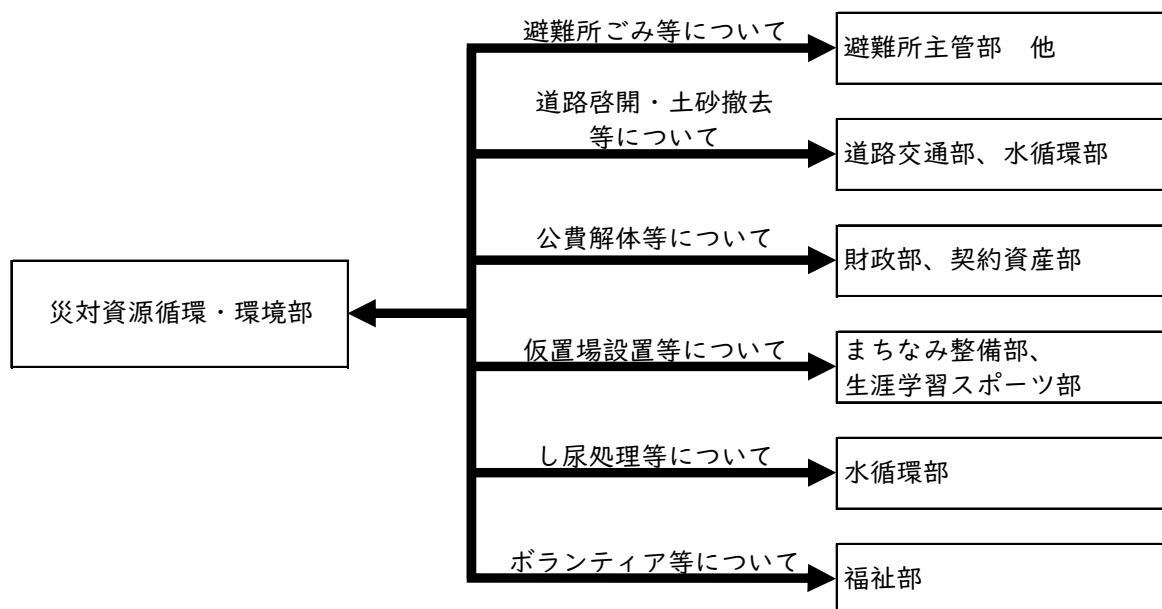 避難所ごみ等について
避難所主管部　他
道路啓開・土砂撤去
等について
道路交通部、水循環部
公費解体等について
財政部、契約資産部
災対資源循環・環境部
仮置場設置等について
まちなみ整備部、
生涯学習スポーツ部
し尿処理等について
水循環部
ボランティア等について
福祉部